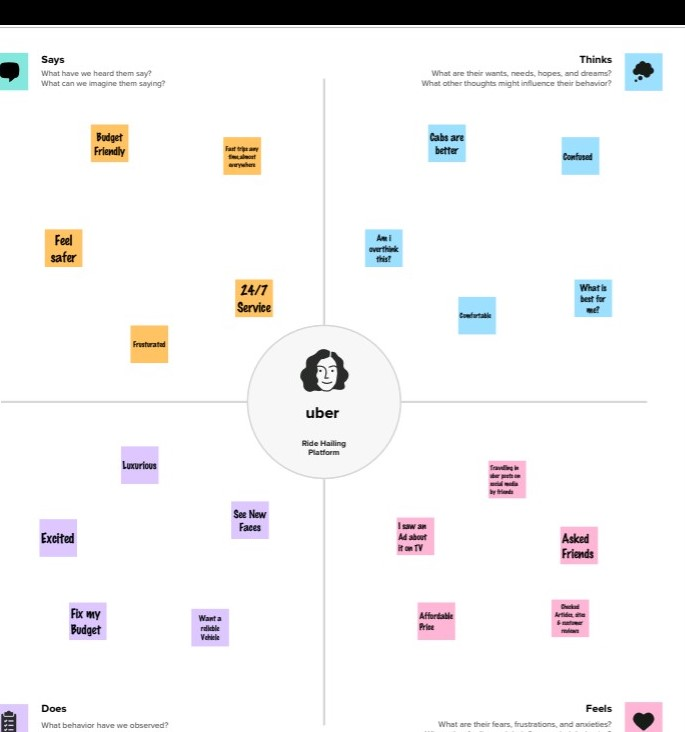 Says
What have we heard them say?
What can we imagine them saying?
Thinks
What are their wants, needs, hopes, and dreams?
What other thoughts might influence their behavior?
Budget
Friendly
Fast trips any
time,almost
everywhere
Feel
safer
24/7
Service
Frusturated
Cabs are
better
Confused
Am i
overthink
this?
What is
best for
me?
Comfortable
uber
Ride Hailing
Platform
Luxurious
See New
Faces
Excited
Fix my
Budget
Want a
reliable
Vehicle
Travelling in
uber posts on
social media
by friends
I saw an
Ad about
it on TV
Asked
Friends
Affordable
Price
Checked
Articles, sites
& customer
reviews
Does
What behavior have we observed?
Feels
What are their fears, frustrations, and anxieties?